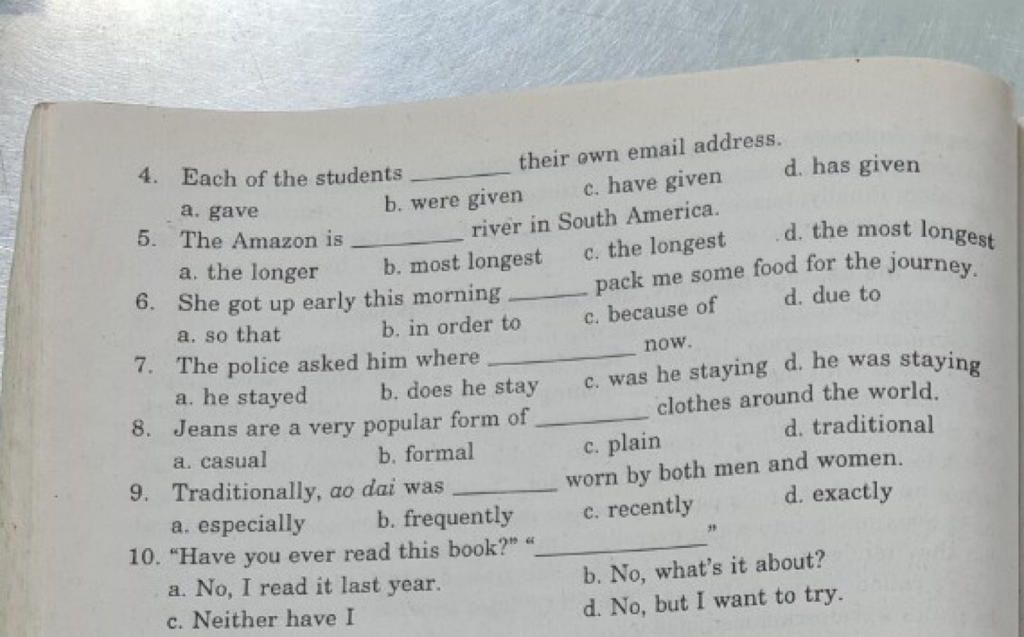 4. Each of the students __________ their own email address.
a. gave b. were given c. have given d. has given
5. The Amazon is __________ river in South America.
a. the longer b. most longest c. the longest d. the most longest
6. She got up early this morning ________ pack me some food for the journey.
a. so that b. in order to c. because of d. due to
7. The police asked him where ______________ now.
a. he stayed b. does he stay c. was he staying d. he was staying
8. Jeans are a very popular form of __________ clothes around the world.
a. casual b. formal c. plain d. traditional
9. Traditionally, ao dai was __________ worn by both men and women.
a. especially b. frequently c. recently d. exactly
10. “Have you ever read this book?” “________________”
a. No, I read it last year. b. No, what's it about?
c. Neither have I d. No, but I want to try.